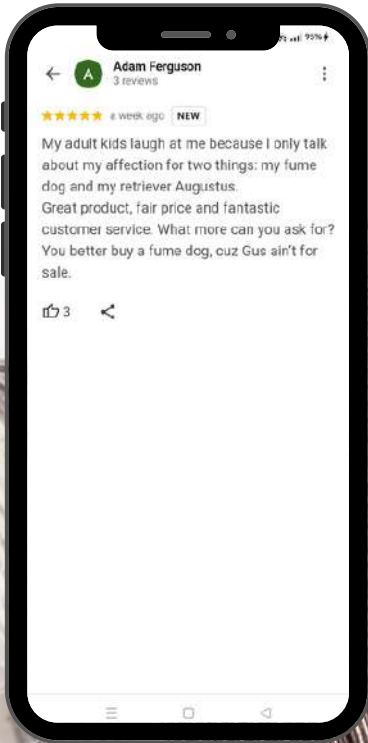 95%
Adam Ferguson
3 reviews
A
a week ago NEW
My adult kids laugh at me because I only talk
about my affection for two things: my fume
dog and my retriever Augustus.
Great product, fair price and fantastic
customer service. What more can you ask for?
You better buy a fume dog, cuz Gus ain't for
sale.
3